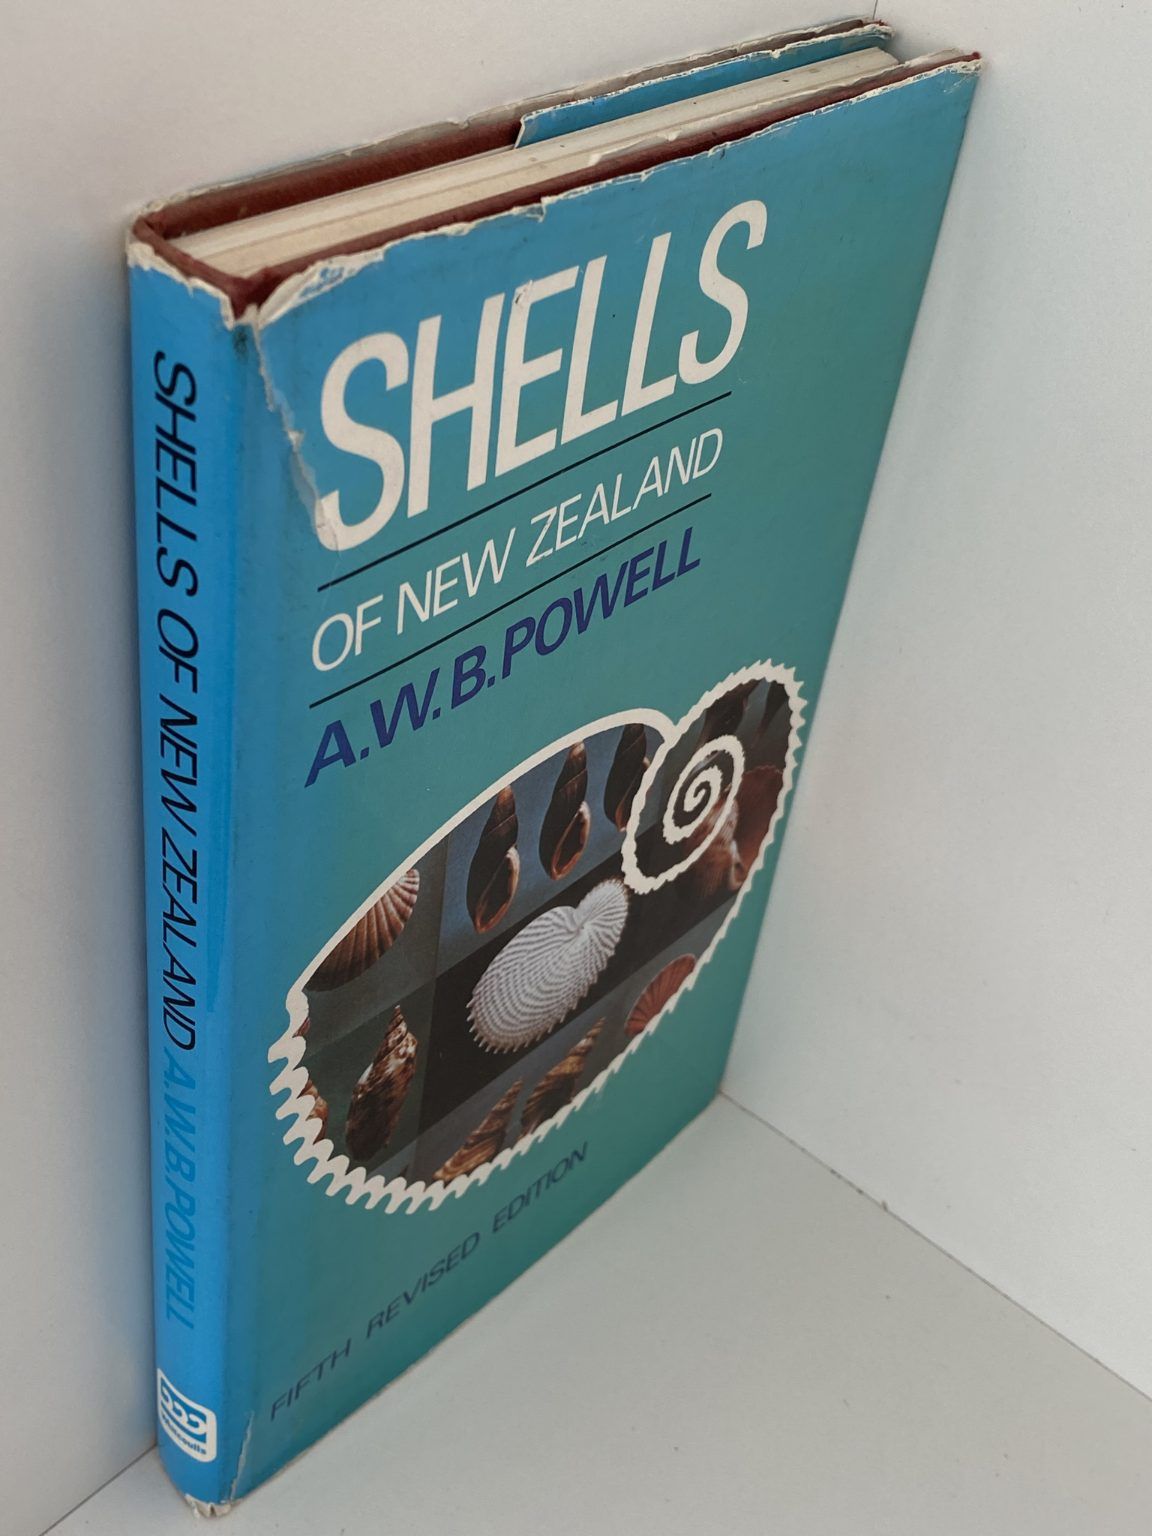 SHELLS
OF NEW ZEALAND
A.W.B. POWELL
FIFTH REVISED EDITION
SHELLS OF NEW ZEALAND A.W.B. POWELL